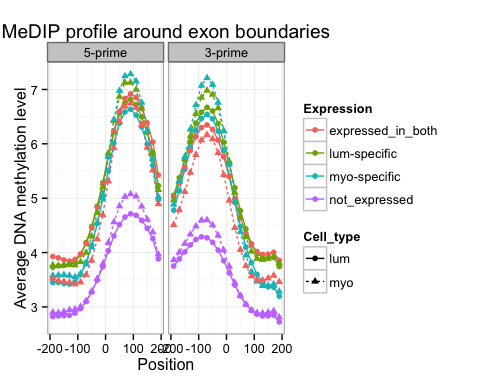 MeDIP profile around exon boundaries
5-prime 3-prime
Average DNA methylation level
7
6
5
4
3
-200 -100 0 100 200 -200 -100 0 100 200
Position
Expression
expressed_in_both
lum-specific
myo-specific
not_expressed
Cell_type
lum
myo